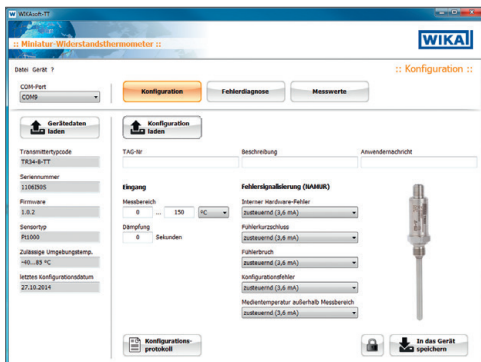 WIKAsoft-TT
:: Miniatur-Widerstandsthermometer ::
WIKA
Datei Gerät ?
:: Konfiguration ::
COM-Port
COM9
Konfiguration
Fehlerdiagnose
Messwerte
Gerätedaten
laden
Konfiguration
laden
Transmittertypcode
TR34-B-TT
TAG-Nr
Beschreibung
Anwendernachricht
Seriennummer
1106I50S
Firmware
1.0.2
Sensortyp
Pt1000
Zulässige Umgebungstemp.
-40...85 °C
letztes Konfigurationsdatum
27.10.2014
Eingang
Messbereich
0 ... 150 °C
Dämpfung
0 Sekunden
Fehlersignalisierung (NAMUR)
Interner Hardware-Fehler
zusteuernd (3,6 mA)
Fühlerkurzschluss
zusteuernd (3,6 mA)
Fühlerbruch
zusteuernd (3,6 mA)
Konfigurationsfehler
zusteuernd (3,6 mA)
Medientemperatur außerhalb Messbereich
zusteuernd (3,6 mA)
Konfigurations-
protokoll
In das Gerät
speichern